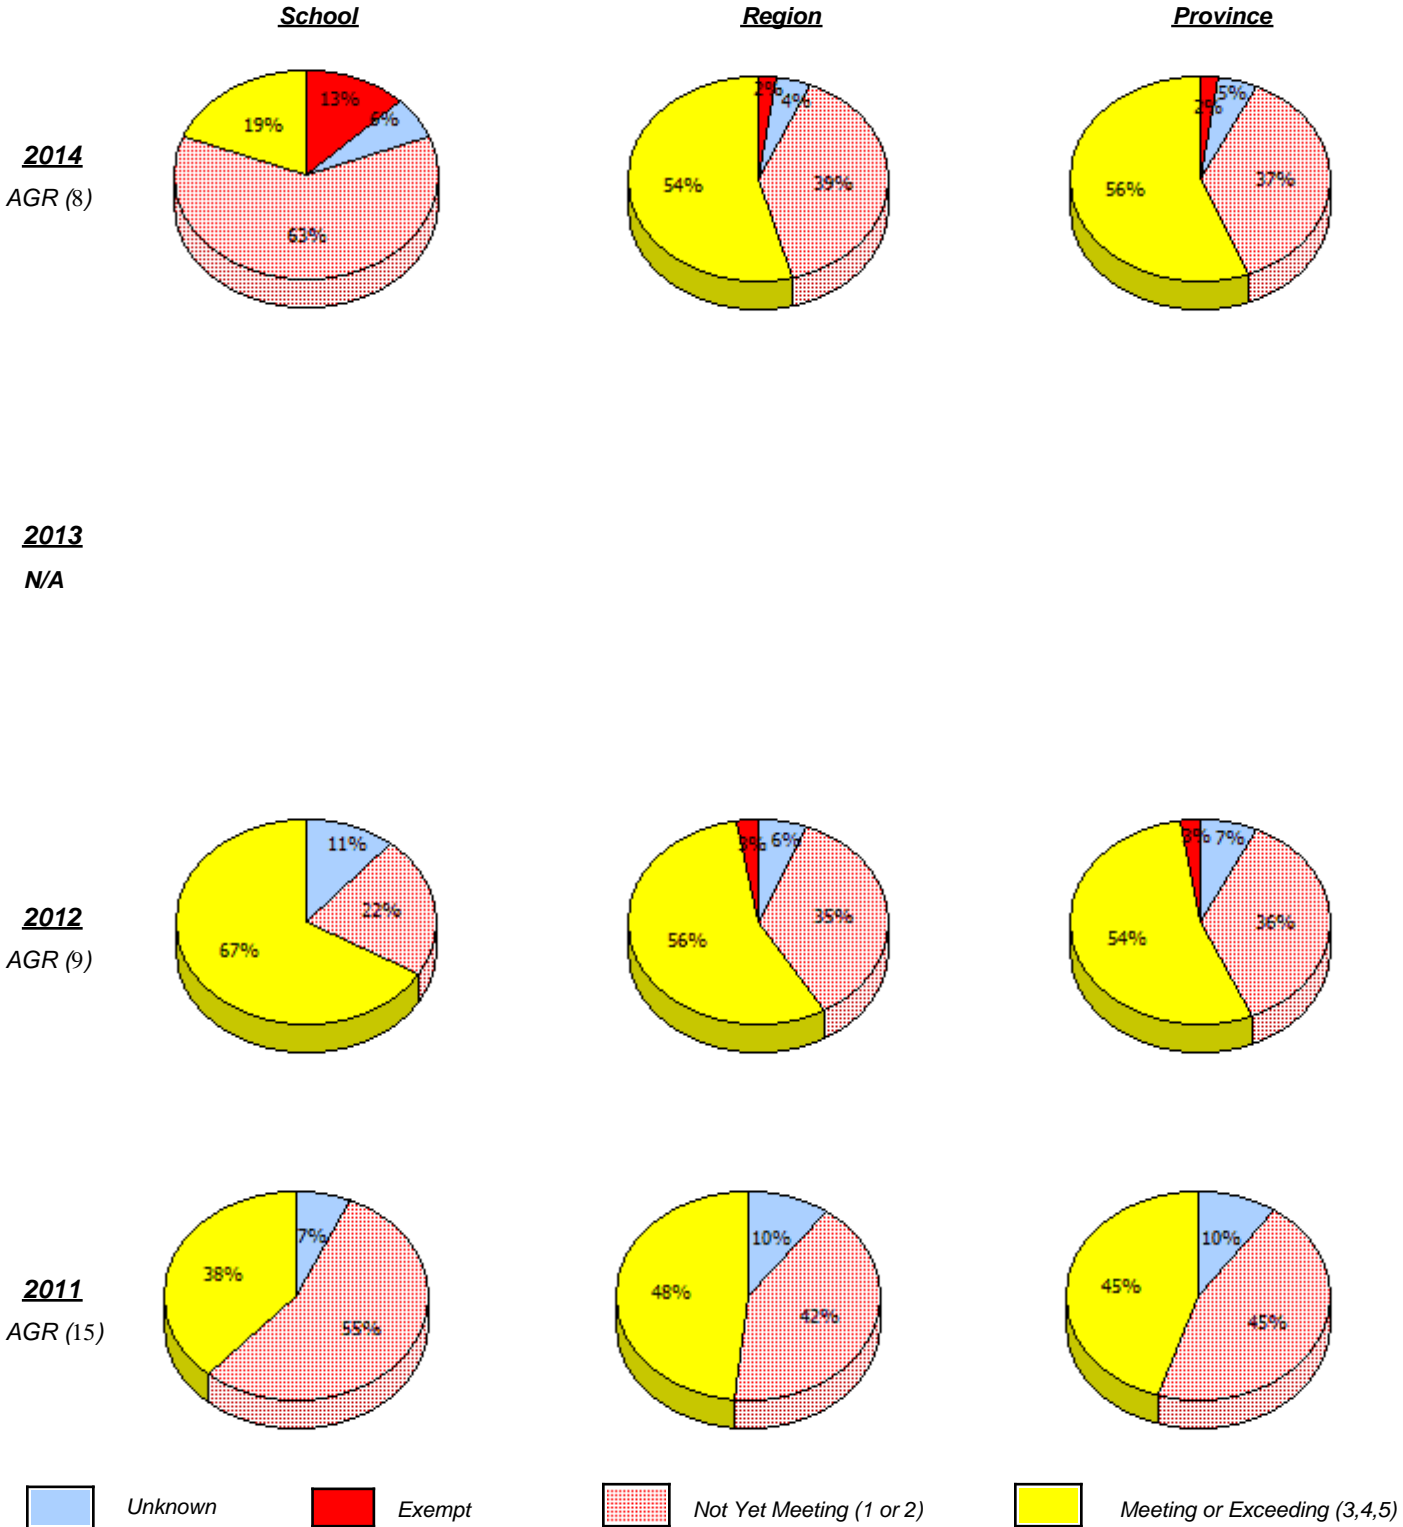 School Region Province
13% 6% 19% 63%
2% 4% 54% 39%
2% 5% 56% 37%
2014
AGR (8)
2013
N/A
11% 22% 67%
3% 6% 35% 56%
3% 7% 36% 54%
2012
AGR (9)
7% 38% 55%
10% 48% 42%
10% 45% 45%
2011
AGR (15)
Unknown Exempt Not Yet Meeting (1 or 2) Meeting or Exceeding (3,4,5)